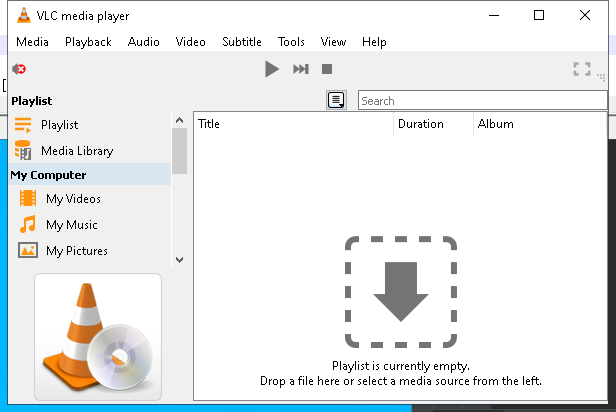 VLC media player
Media Playback Audio Video Subtitle Tools View Help
Playlist
Search
Playlist
Media Library
My Computer
My Videos
My Music
My Pictures
Title Duration Album
Playlist is currently empty.
Drop a file here or select a media source from the left.